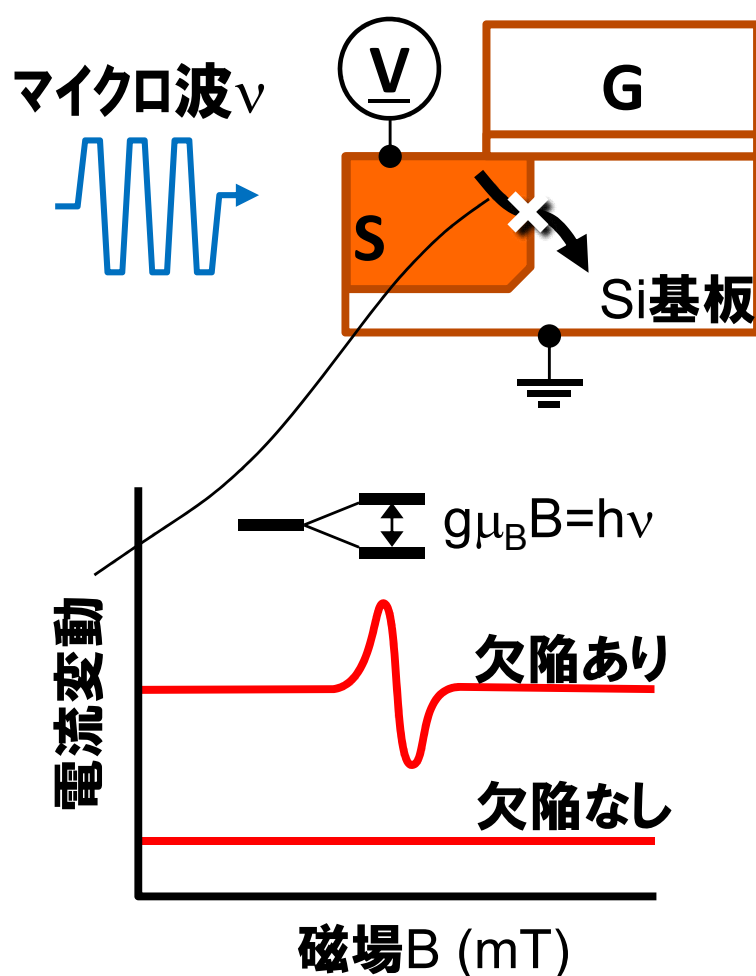 マイクロ波ν
V
G
S
Si基板
gμBB=hν
欠陥あり
欠陥なし
電流変動
磁場B (mT)